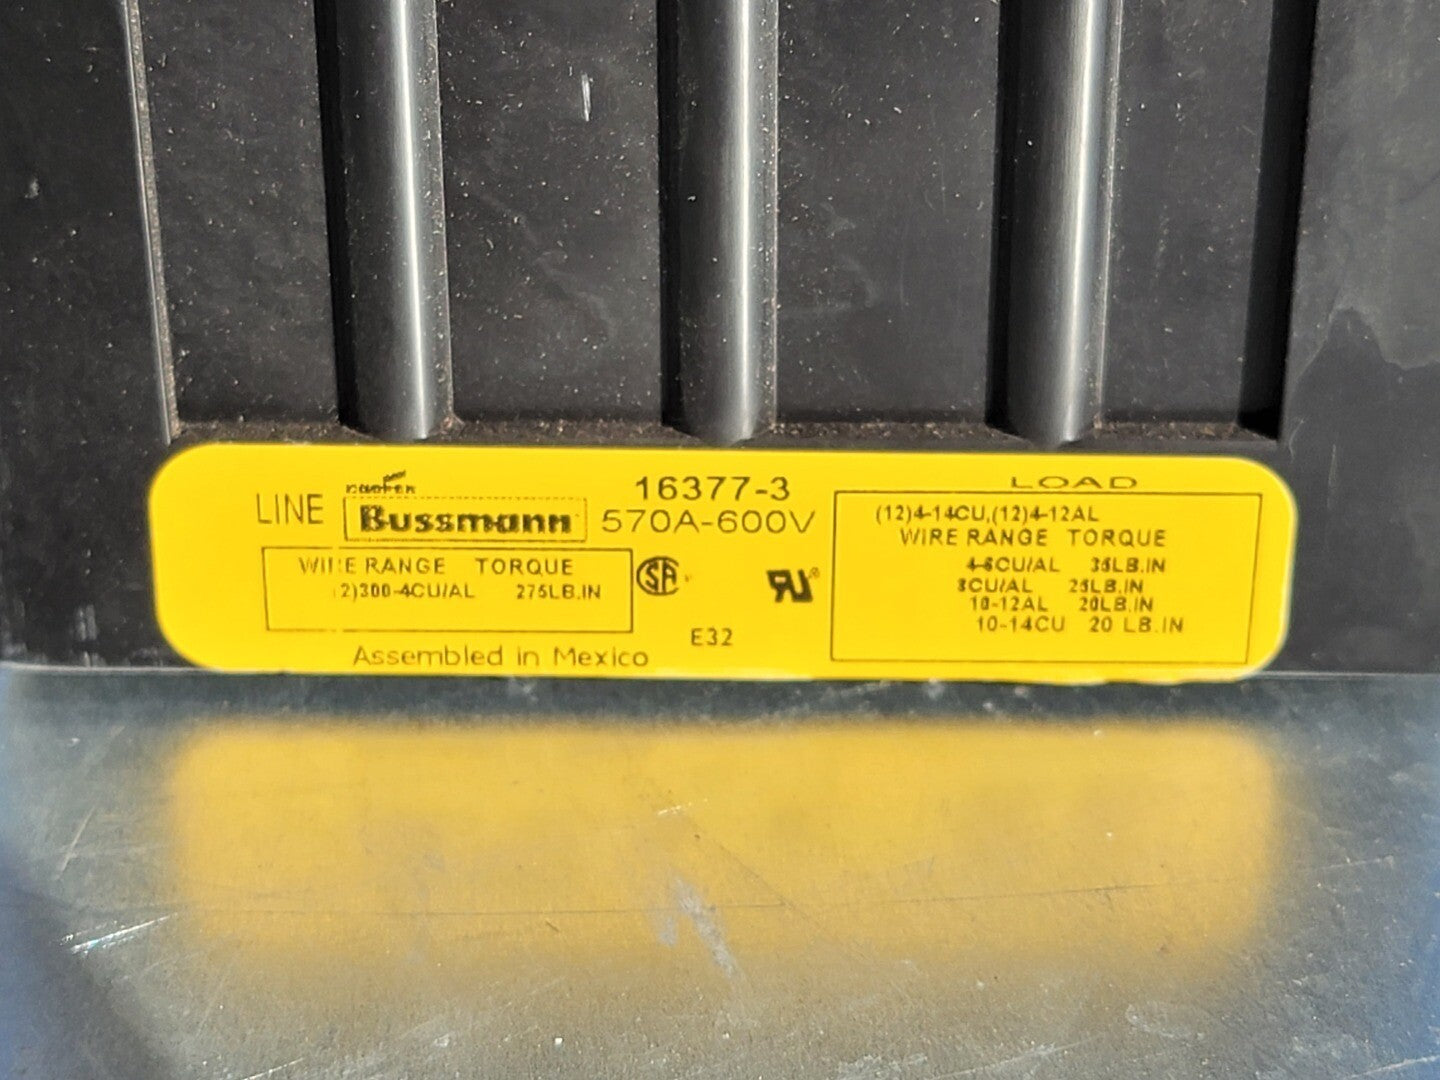 LINE
COOPER
Bussmann
16377-3
570A-600V
WIRE RANGE TORQUE
2)300-4CU/AL 275LB.IN
E32
Assembled in Mexico
LOAD
(12)4-14CU,(12)4-12AL
WIRE RANGE TORQUE
4-6CU/AL 35LB.IN
8CU/AL 25LB.IN
10-12AL 20LB.IN
10-14CU 20 LB.IN